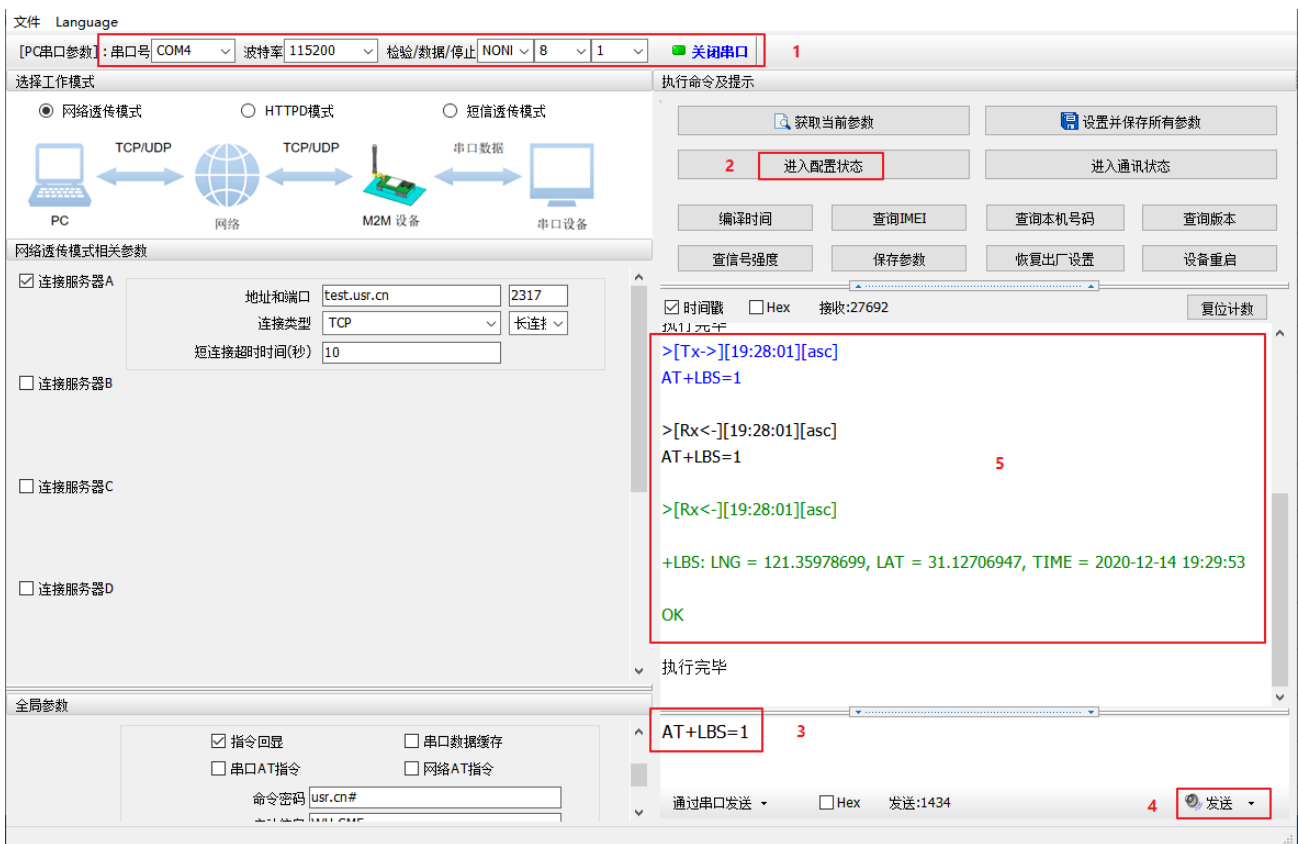 文件 Language
[PC串口参数]:串口号 COM4 波特率 115200 检验/数据/停止 NONI 8 1 关闭串口 1
选择工作模式
网络透传模式 HTTPD模式 短信透传模式
TCP/UDP TCP/UDP 串口数据
PC 网络 M2M 设备 串口设备
网络透传模式相关参数
连接服务器A
地址和端口 test.usr.cn 2317
连接类型 TCP
短连接超时时间(秒) 10
连接服务器B
连接服务器C
连接服务器D
全局参数
指令回显 串口数据缓存
串口AT指令 网络AT指令
命令密码 usr.cn#
执行命令及提示
获取当前参数 设置并保存所有参数
2 进入配置状态 进入通讯状态
编译时间 查询IMEI 查询本机号码 查询版本
查信号强度 保存参数 恢复出厂设置 设备重启
时间戳 Hex 接收:27692 复位计数
执行完毕
>[Tx->][19:28:01][asc]
AT+LBS=1
>[Rx<-][19:28:01][asc]
AT+LBS=1
5
>[Rx<-][19:28:01][asc]
+LBS: LNG = 121.35978699, LAT = 31.12706947, TIME = 2020-12-14 19:29:53
OK
执行完毕
AT+LBS=1 3
通过串口发送 Hex 发送:1434 4 发送